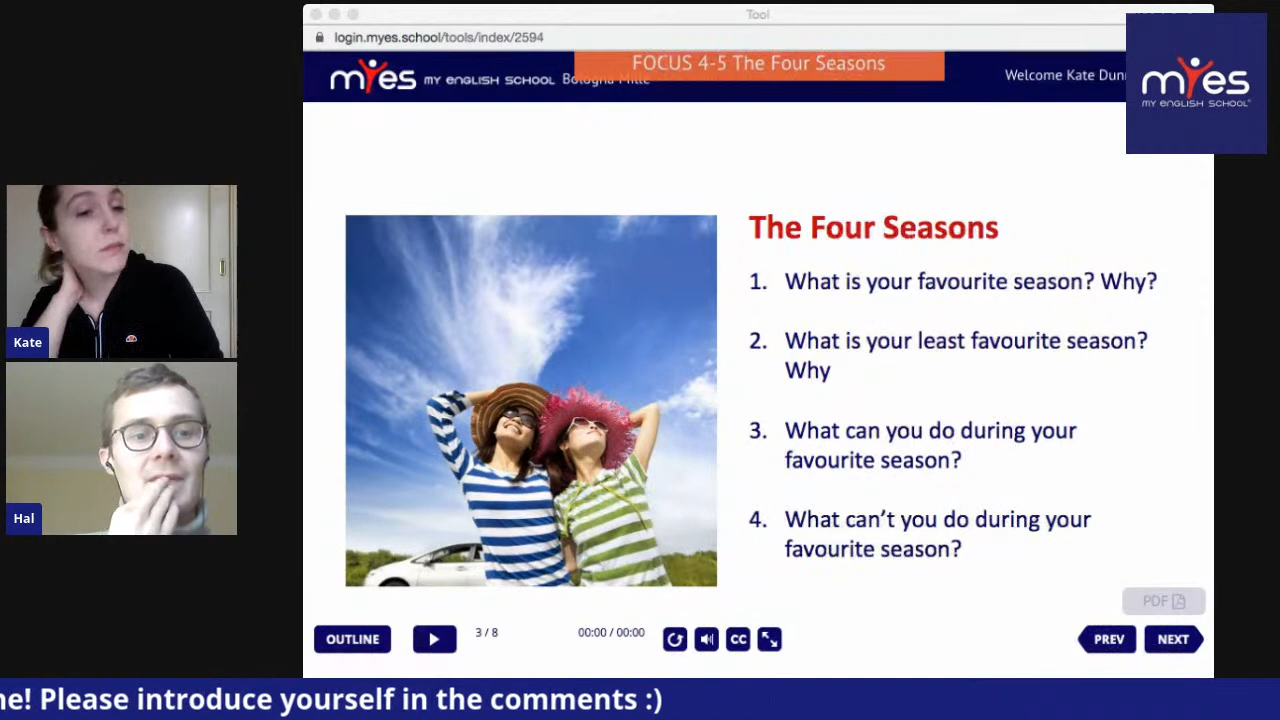 Tool
login.myes.school/tools/index/2594
FOCUS 4-5 The Four Seasons
myes MY ENGLISH SCHOOL Bologna Mille
Welcome Kate Dunn
myes
MY ENGLISH SCHOOL
The Four Seasons
1. What is your favourite season? Why?
2. What is your least favourite season?
Why
3. What can you do during your
favourite season?
4. What can't you do during your
favourite season?
Kate
Hal
PDF
OUTLINE
3 / 8
00:00 / 00:00
CC
PREV
NEXT
ne! Please introduce yourself in the comments :)